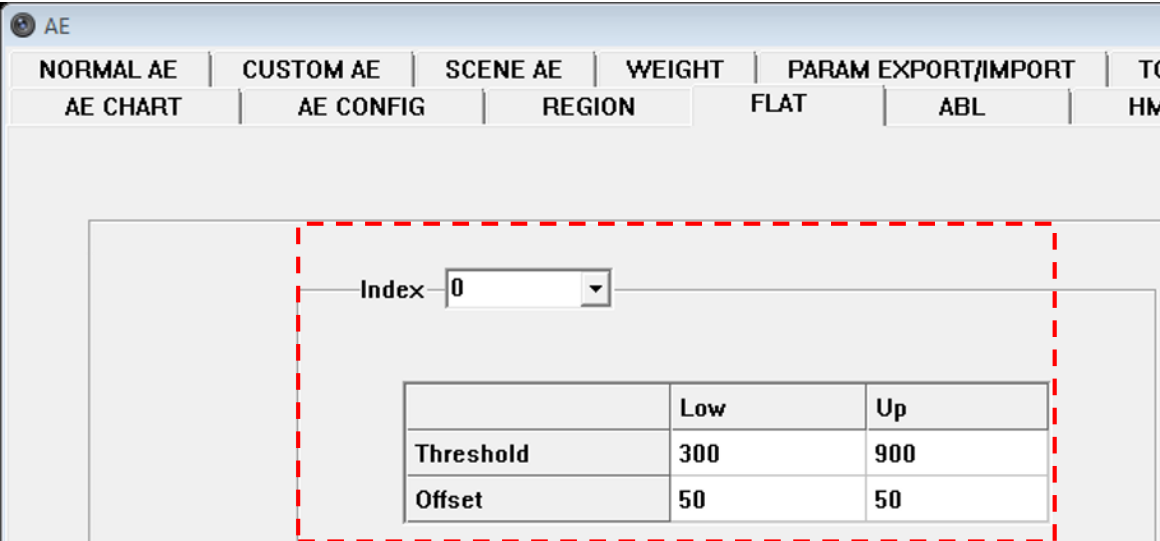 AE
NORMAL AE CUSTOM AE SCENE AE WEIGHT PARAM EXPORT/IMPORT
AE CHART AE CONFIG REGION FLAT ABL
Index 0
Low Up
Threshold 300 900
Offset 50 50